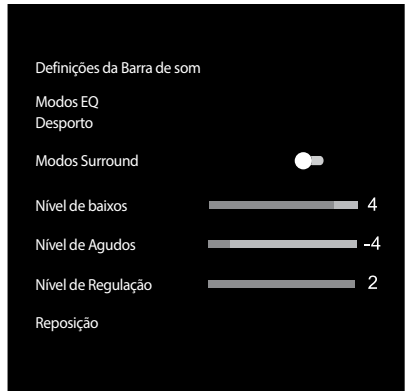 Definições da Barra de som
Modos EQ
Desporto
Modos Surround
Nível de baixos 4
Nível de Agudos -4
Nível de Regulação 2
Reposição